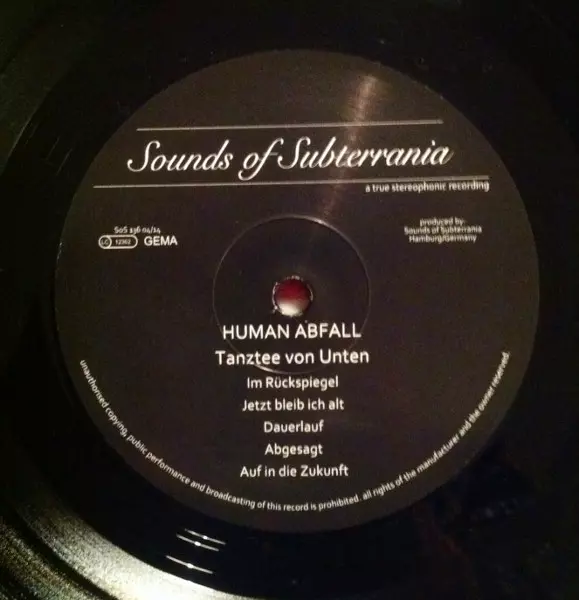 Sounds of Subterrania
a true stereophonic recording
SoS 136 04/14
LC 12362 GEMA
produced by:
Sounds of Subterrania
Hamburg/Germany
HUMAN ABFALL
Tanztee von Unten
Im Rückspiegel
Jetzt bleib ich alt
Dauerlauf
Abgesagt
Auf in die Zukunft
unauthorised copying, public performance and broadcasting of this record is prohibited. all rights of the manufacturer and the owner reserved.